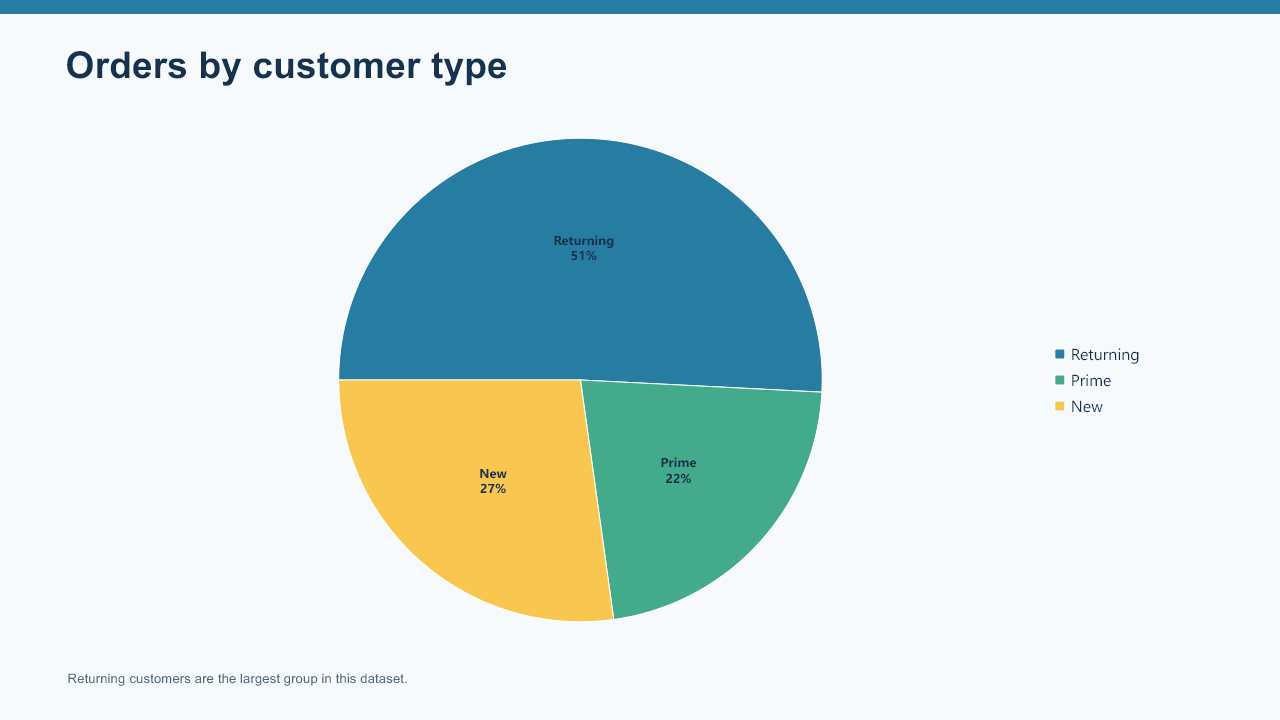 Orders by customer type
Returning
51%
New
27%
Prime
22%
Returning
Prime
New
Returning customers are the largest group in this dataset.